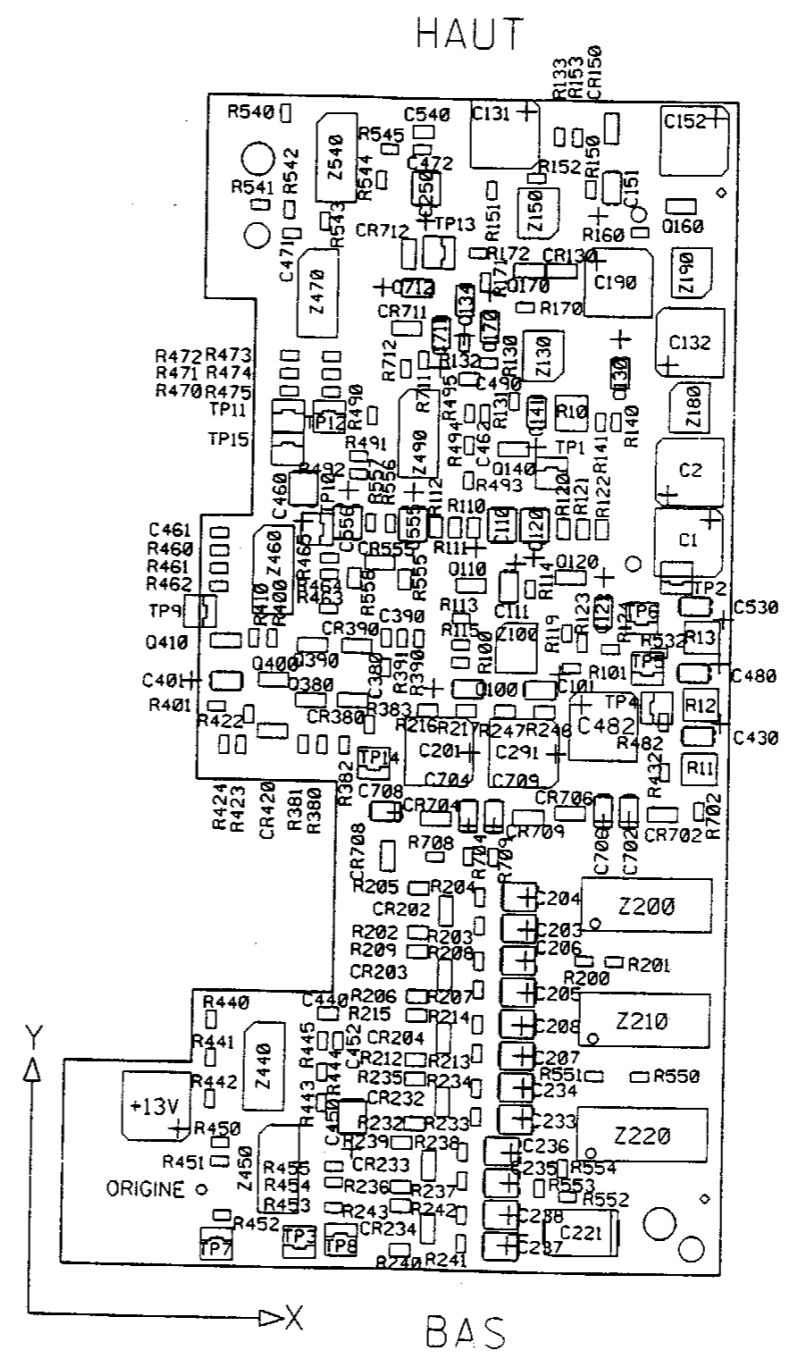 HAUT
R133 R153 CR150
R540 C540 C131 C152
R545
Z540 C472 R150
R542 R544 R152 C151
R541 C250 R151 Z150
R543 CR712 TP13 R160 Q160
C471 R172 CR130
Z470 R171 Q170 C190 Z190
C712
CR711 R170
C132
R472 R473 R712 R132 R130 Z130
R471 R474 R711 R495 C490
R470 R475 R490 R131 C141 R10 Z180
TP11 TP12 R140
TP15 R491 Z490 R494 C462 TP1 R141
R492 R557 R556 Q140 C2
C460 R493 R120 R121 R122
R112 R110
C461 R465 C556 C555 C110 C120 C1
R460 Z460 CR555 R111
R461 R558 R555 Q110 Q120
R462 R114 TP2
R410 R400 C111 C530
TP9 C390 R113 R123 R124
Q410 CR390 R115 Z100 R119 R532 R13
Q390 R391 R390 R100
Q400 C380 R101 C480
C401 Q380 C101 TP4 R12
R401 CR380 R383 R216 R217 R247 C482
R422 R482 C430
TP14 C201 C291
R424 R423 CR420 R381 R380 R382 C704 C709 R432 R11
C708 CR704 CR706 R702
CR709 CR702
CR708 R708 R704 R709 C706 C702
R205 R204 C204 Z200
CR202 C203
R202 R203
R209 R208 C206
CR203 R200 R201
R206 R207 C205
R440 C440 R215 R214 Z210
Y R441 R445 C452 CR204 C208
Z440 R212 R213 C207
R442 R444 R235 R234 R551 R550
R443 CR232 C234
+13V C450 R232 R233 C233
R450 R239 R238 C236 Z220
R451 Z450 R455 CR233 C235 R554
ORIGINE R454 R236 R237 R553
R453 R243 R242 R552
R452 CR234 C238 C221
TP7 TP3 TP8 R240 R241 C237
X
BAS